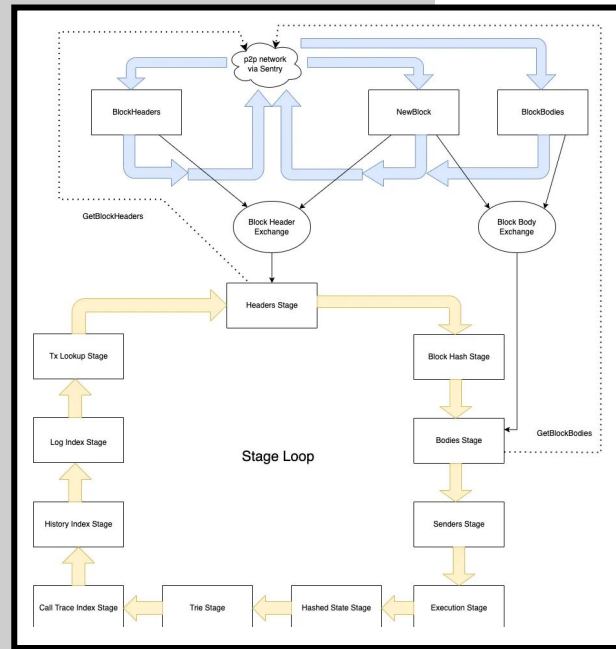 p2p network
via Sentry
BlockHeaders
NewBlock
BlockBodies
GetBlockHeaders
Block Header
Exchange
Block Body
Exchange
Headers Stage
Tx Lookup Stage
Block Hash Stage
Log Index Stage
Bodies Stage
GetBlockBodies
Stage Loop
History Index Stage
Senders Stage
Call Trace Index Stage
Trie Stage
Hashed State Stage
Execution Stage